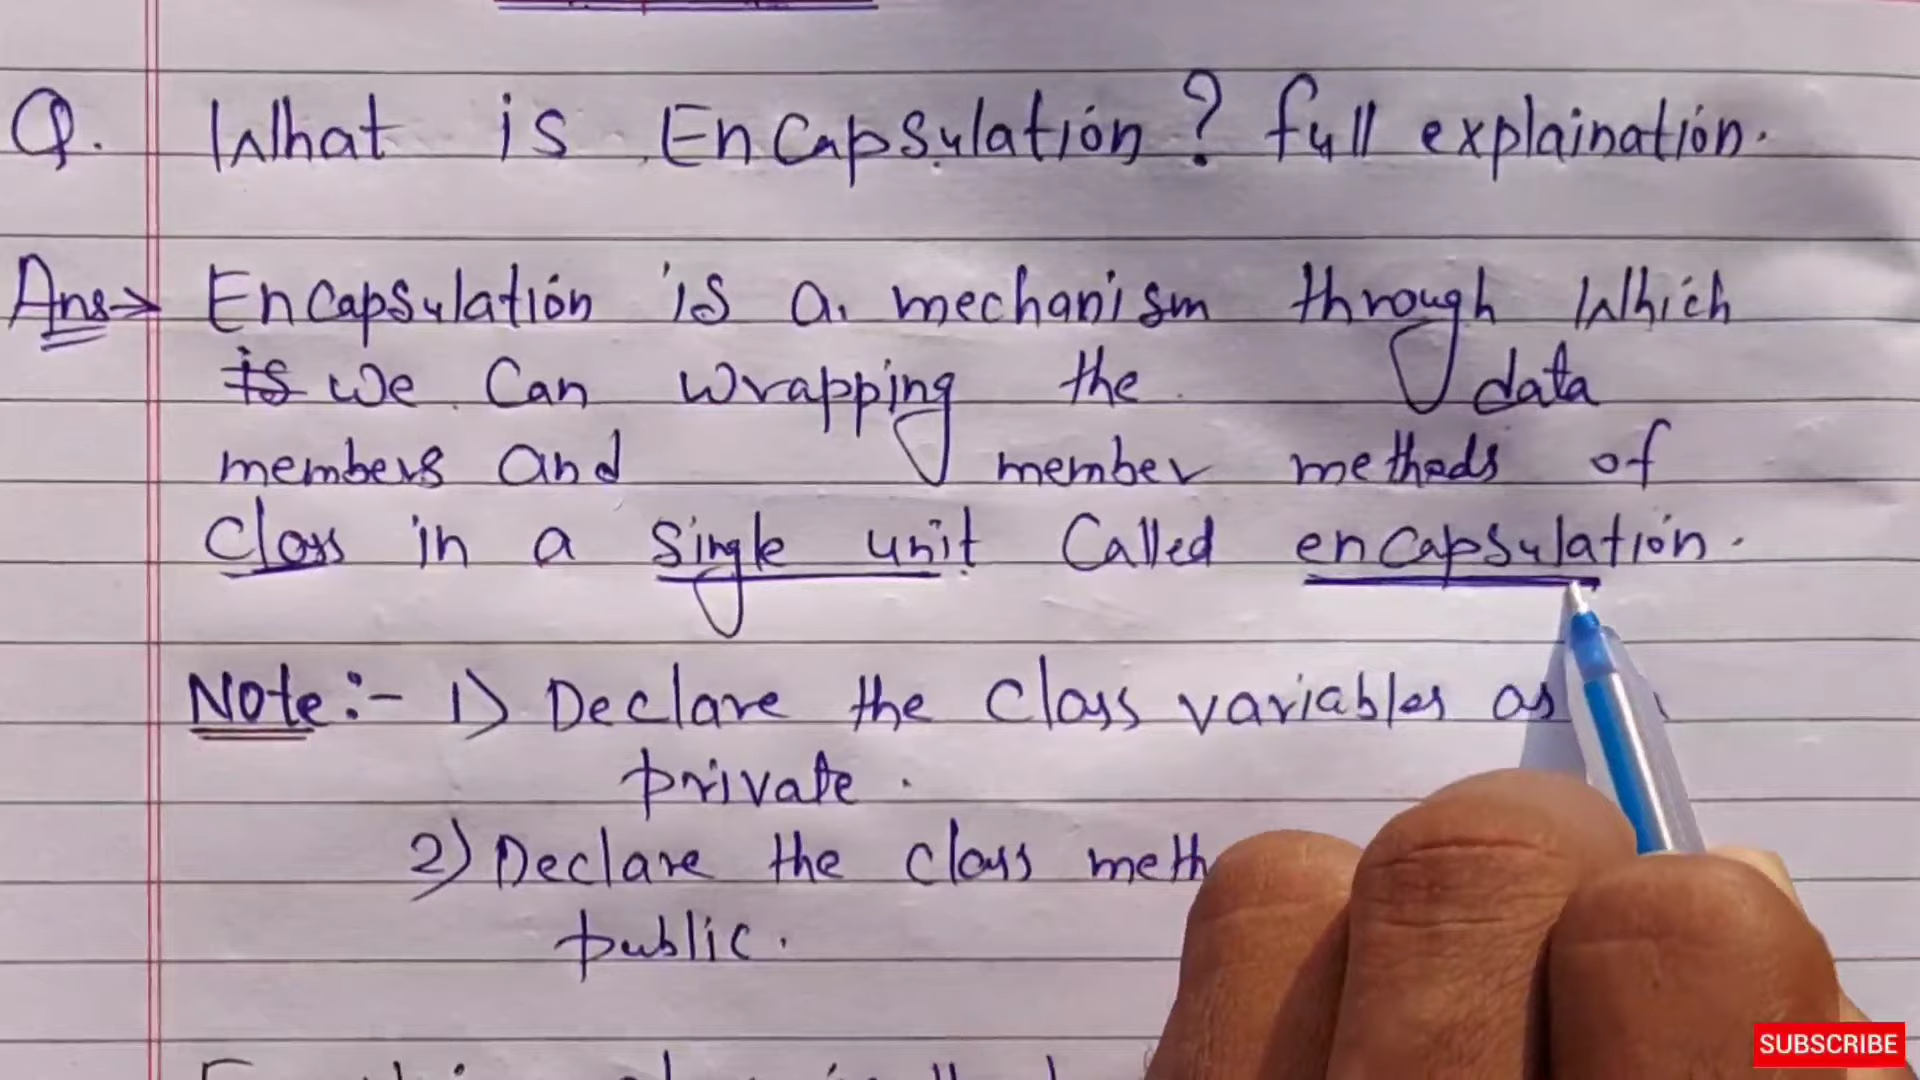 Q. What is Encapsulation? full explaination.
Ans→ Encapsulation is a mechanism through which
is we can wrapping the data
members and member methods of
Class in a single unit called encapsulation.
Note:- 1) Declare the class variables as
private.
2) Declare the class meth
public.
SUBSCRIBE